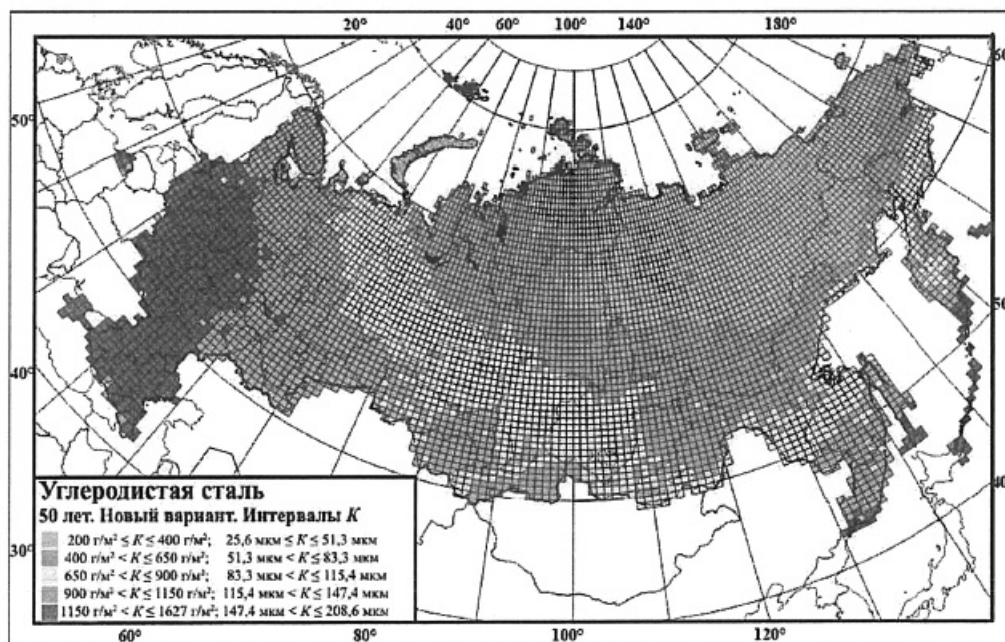 20° 40° 60° 100° 140° 180°
60
50°
50
40°
40
30°
Углеродистая сталь
50 лет. Новый вариант. Интервалы K
200 г/м² ≤ K ≤ 400 г/м²; 25,6 мкм ≤ K ≤ 51,3 мкм
400 г/м² < K ≤ 650 г/м²; 51,3 мкм < K ≤ 83,3 мкм
650 г/м² < K ≤ 900 г/м²; 83,3 мкм < K ≤ 115,4 мкм
900 г/м² < K ≤ 1150 г/м²; 115,4 мкм < K ≤ 147,4 мкм
1150 г/м² < K ≤ 1627 г/м²; 147,4 мкм < K ≤ 208,6 мкм
60° 80° 100° 120°